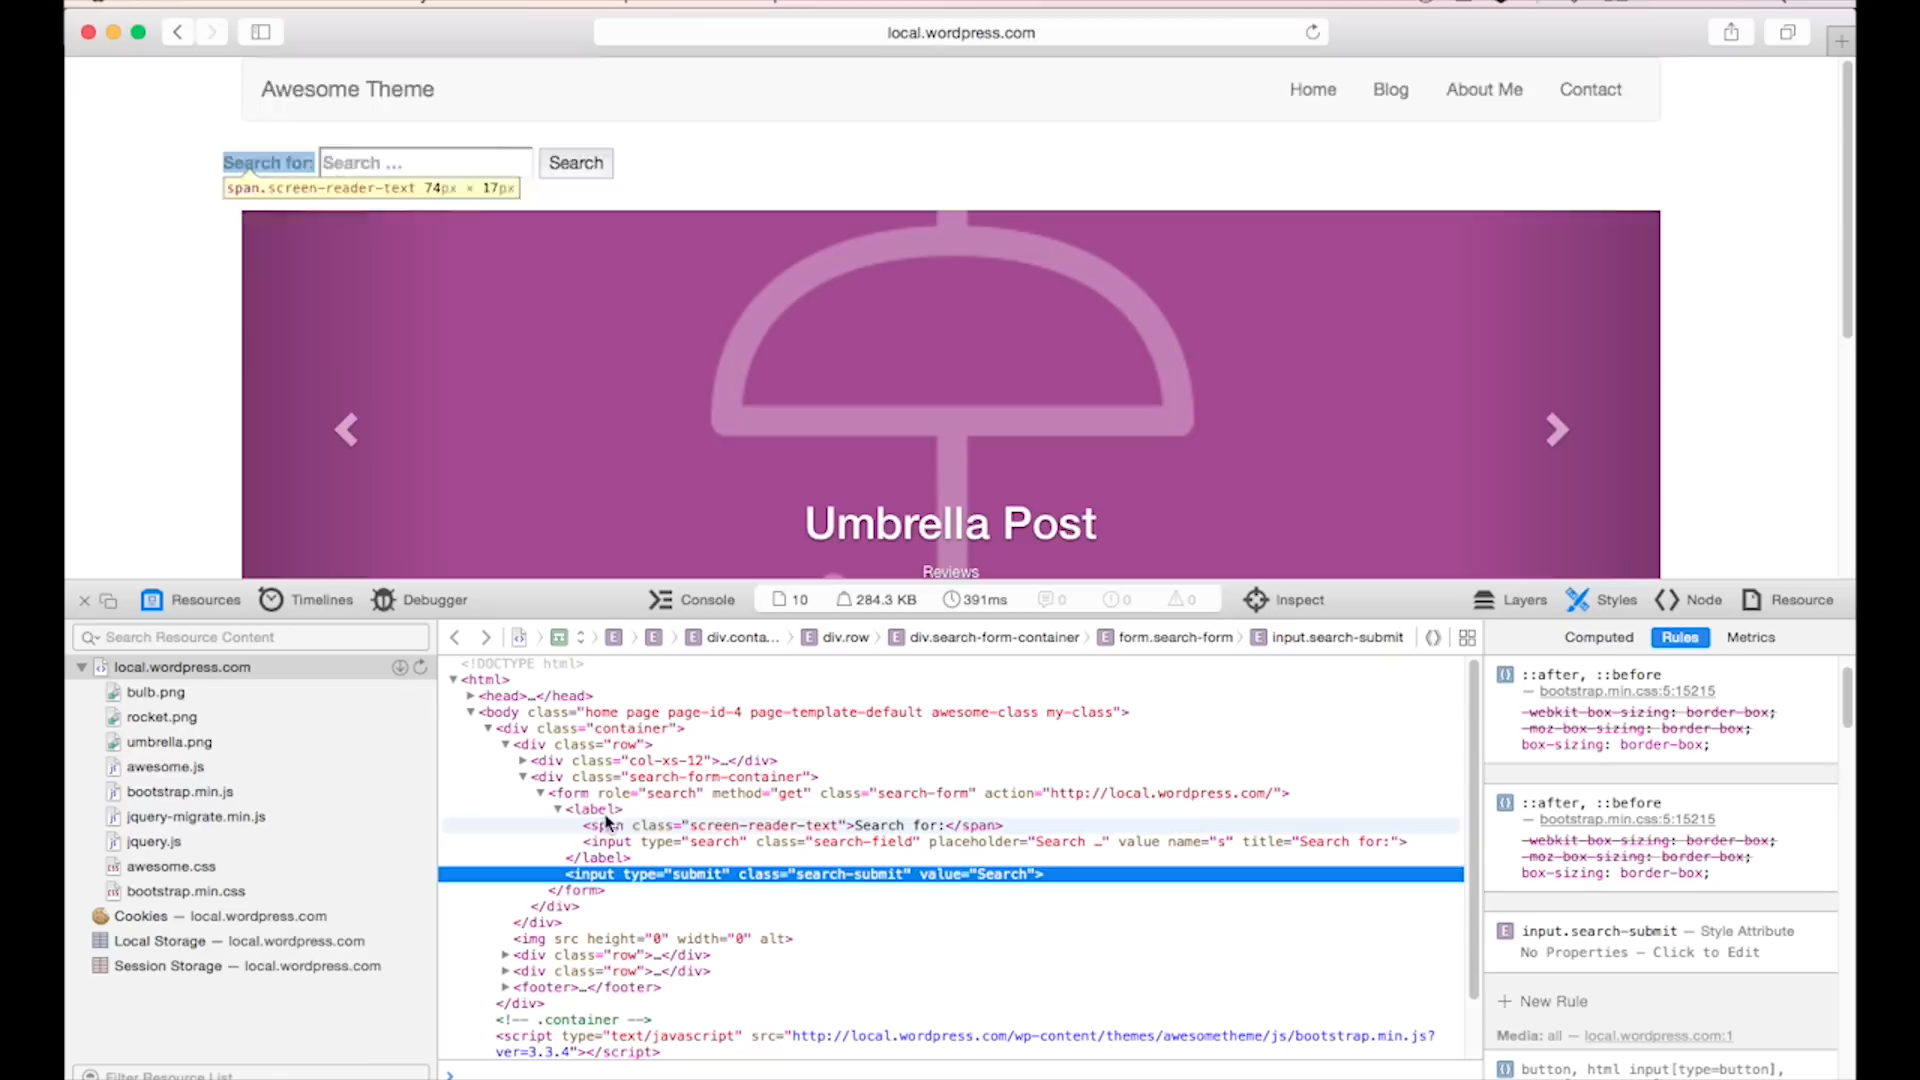 local.wordpress.com
Awesome Theme
Home
Blog
About Me
Contact
Search for:
Search ...
Search
span.screen-reader-text 74px × 17px
Umbrella Post
Reviews
Resources
Timelines
Debugger
Console
10
284.3 KB
391ms
0
0
0
Inspect
Layers
Styles
Node
Resource
Search Resource Content
div.conta...
div.row
div.search-form-container
form.search-form
input.search-submit
Computed
Rules
Metrics
local.wordpress.com
bulb.png
rocket.png
umbrella.png
awesome.js
bootstrap.min.js
jquery-migrate.min.js
jquery.js
awesome.css
bootstrap.min.css
Cookies — local.wordpress.com
Local Storage — local.wordpress.com
Session Storage — local.wordpress.com
<!DOCTYPE html>
<html>
<head>…</head>
<body class="home page page-id-4 page-template-default awesome-class my-class">
<div class="container">
<div class="row">
<div class="col-xs-12">…</div>
<div class="search-form-container">
<form role="search" method="get" class="search-form" action="http://local.wordpress.com/">
<label>
<span class="screen-reader-text">Search for:</span>
<input type="search" class="search-field" placeholder="Search …" value name="s" title="Search for:">
</label>
<input type="submit" class="search-submit" value="Search">
</form>
</div>
</div>
<img src height="0" width="0" alt>
<div class="row">…</div>
<div class="row">…</div>
<footer>…</footer>
</div>
<!-- .container -->
<script type="text/javascript" src="http://local.wordpress.com/wp-content/themes/awesometheme/js/bootstrap.min.js?
ver=3.3.4"></script>
::after, ::before
— bootstrap.min.css:5:15215
-webkit-box-sizing: border-box;
-moz-box-sizing: border-box;
box-sizing: border-box;
::after, ::before
— bootstrap.min.css:5:15215
-webkit-box-sizing: border-box;
-moz-box-sizing: border-box;
box-sizing: border-box;
input.search-submit — Style Attribute
No Properties — Click to Edit
New Rule
Media: all — local.wordpress.com:1
button, html input[type=button],
Filter Resource List